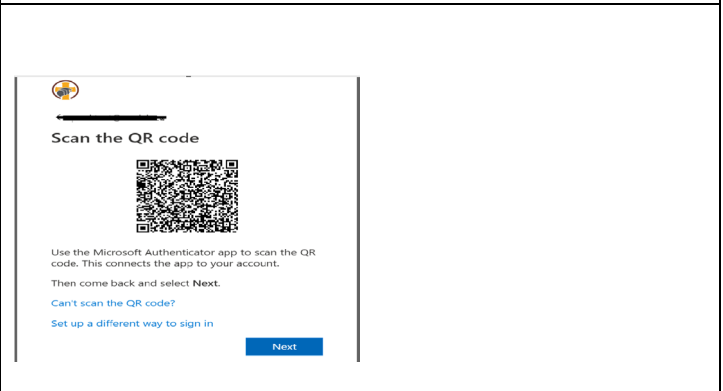 Scan the QR code
Use the Microsoft Authenticator app to scan the QR
code. This connects the app to your account.
Then come back and select Next.
Can't scan the QR code?
Set up a different way to sign in
Next